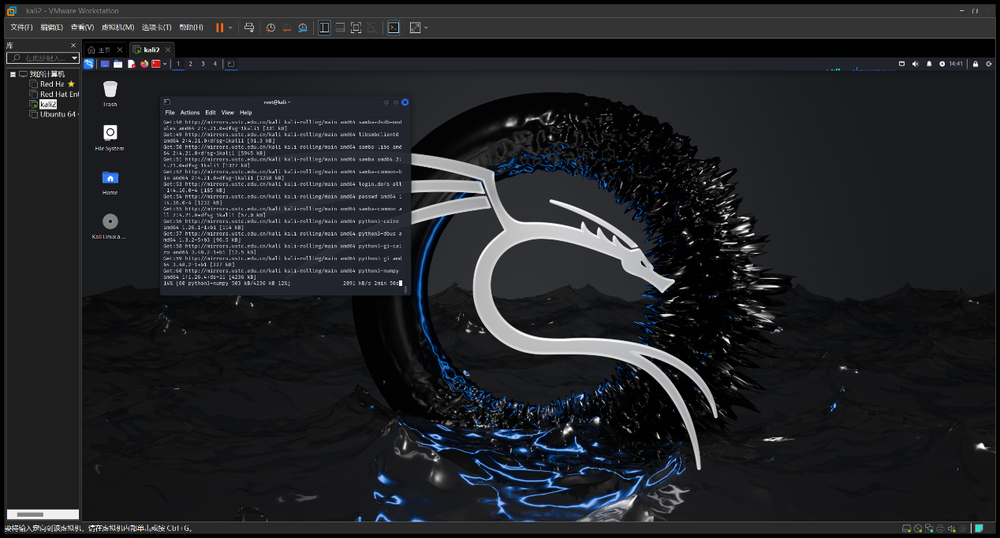 kali2 - VMware Workstation
文件(F) 编辑(E) 查看(V) 虚拟机(M) 选项卡(T) 帮助(H)
库
在此处键入...
主页
kali2
我的计算机
Red Ha
Red Hat Ent
kali2
Ubuntu 64
1 2 3 4
14:41
Trash
File System
Home
Kali Linux a...
root@kali: ~
File Actions Edit View Help
Get:48 http://mirrors.ustc.edu.cn/kali kali-rolling/main amd64 samba-dsdb-mod
ules amd64 2:4.21.0+dfsg-1kali1 [331 kB]
Get:49 http://mirrors.ustc.edu.cn/kali kali-rolling/main amd64 libsmbclient0
amd64 2:4.21.0+dfsg-1kali1 [91.3 kB]
Get:50 http://mirrors.ustc.edu.cn/kali kali-rolling/main amd64 samba-libs amd
64 2:4.21.0+dfsg-1kali1 [5945 kB]
Get:51 http://mirrors.ustc.edu.cn/kali kali-rolling/main amd64 samba amd64 2:
4.21.0+dfsg-1kali1 [1327 kB]
Get:52 http://mirrors.ustc.edu.cn/kali kali-rolling/main amd64 samba-common-b
in amd64 2:4.21.0+dfsg-1kali1 [1258 kB]
Get:53 http://mirrors.ustc.edu.cn/kali kali-rolling/main amd64 login.defs all
1:4.16.0-4 [185 kB]
Get:54 http://mirrors.ustc.edu.cn/kali kali-rolling/main amd64 passwd amd64 1
:4.16.0-4 [1232 kB]
Get:55 http://mirrors.ustc.edu.cn/kali kali-rolling/main amd64 samba-common a
ll 2:4.21.0+dfsg-1kali1 [57.0 kB]
Get:56 http://mirrors.ustc.edu.cn/kali kali-rolling/main amd64 python3-cairo
amd64 1.26.1-1+b1 [114 kB]
Get:57 http://mirrors.ustc.edu.cn/kali kali-rolling/main amd64 python3-dbus a
md64 1.3.2-5+b3 [96.5 kB]
Get:58 http://mirrors.ustc.edu.cn/kali kali-rolling/main amd64 python3-gi-cai
ro amd64 3.48.2-1+b1 [12.5 kB]
Get:59 http://mirrors.ustc.edu.cn/kali kali-rolling/main amd64 python3-gi amd
64 3.48.2-1+b1 [227 kB]
Get:60 http://mirrors.ustc.edu.cn/kali kali-rolling/main amd64 python3-numpy
amd64 1:1.26.4+ds-11 [4236 kB]
14% [60 python3-numpy 503 kB/4236 kB 12%] 2091 kB/s 2min 50s
要将输入定向到该虚拟机，请在虚拟机内部单击或按 Ctrl+G。